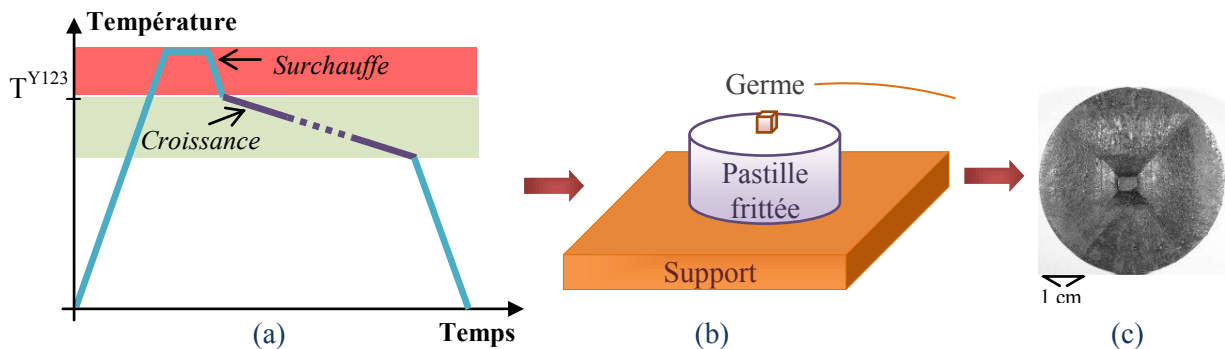 Température
Surchauffe
T^Y123
Croissance
Temps
(a)
Germe
Pastille
frittée
Support
(b)
1 cm
(c)